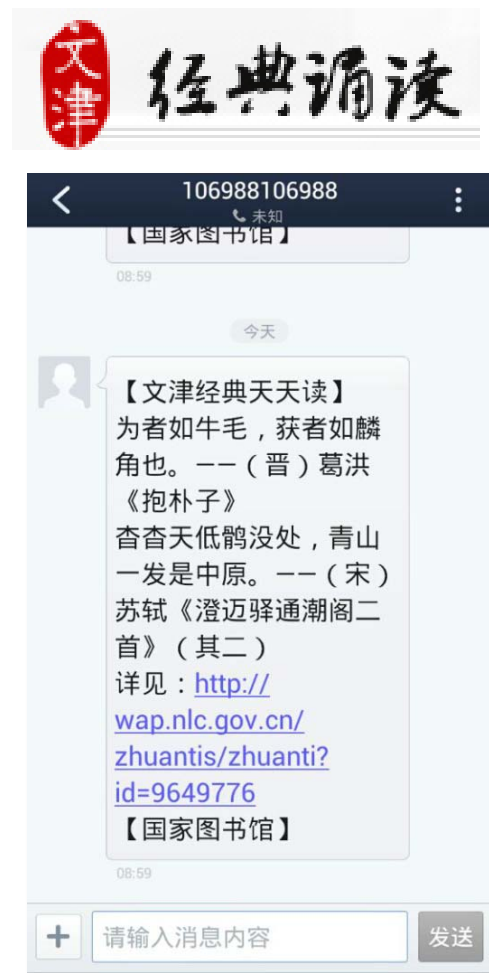 文津
经典诵读
106988106988
未知
【国家图书馆】
08:59
今天
【文津经典天天读】
为者如牛毛，获者如麟
角也。——（晋）葛洪
《抱朴子》
杳杳天低鹘没处，青山
一发是中原。——（宋）
苏轼《澄迈驿通潮阁二
首》（其二）
详见：http://
wap.nlc.gov.cn/
zhuantis/zhuanti?
id=9649776
【国家图书馆】
08:59
请输入消息内容
发送